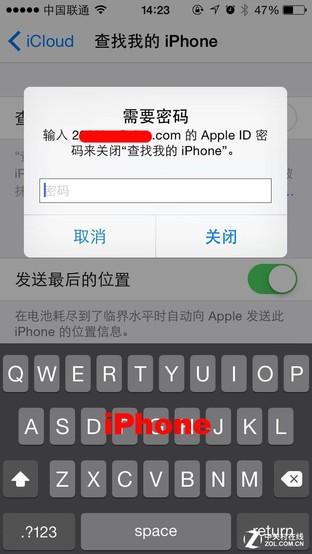 中国联通 14:23 47%
iCloud 查找我的 iPhone
需要密码
输入 2 .com 的 Apple ID 密
码来关闭“查找我的 iPhone”。
密码
取消 关闭
发送最后的位置
在电池耗尽到了临界水平时自动向 Apple 发送此
iPhone 的位置信息。
Q W E R T Y U I O P
A S D G H J K L
iPhone
Z X C V B N M
.?123 space return
中关村在线
ZOL.COM.CN